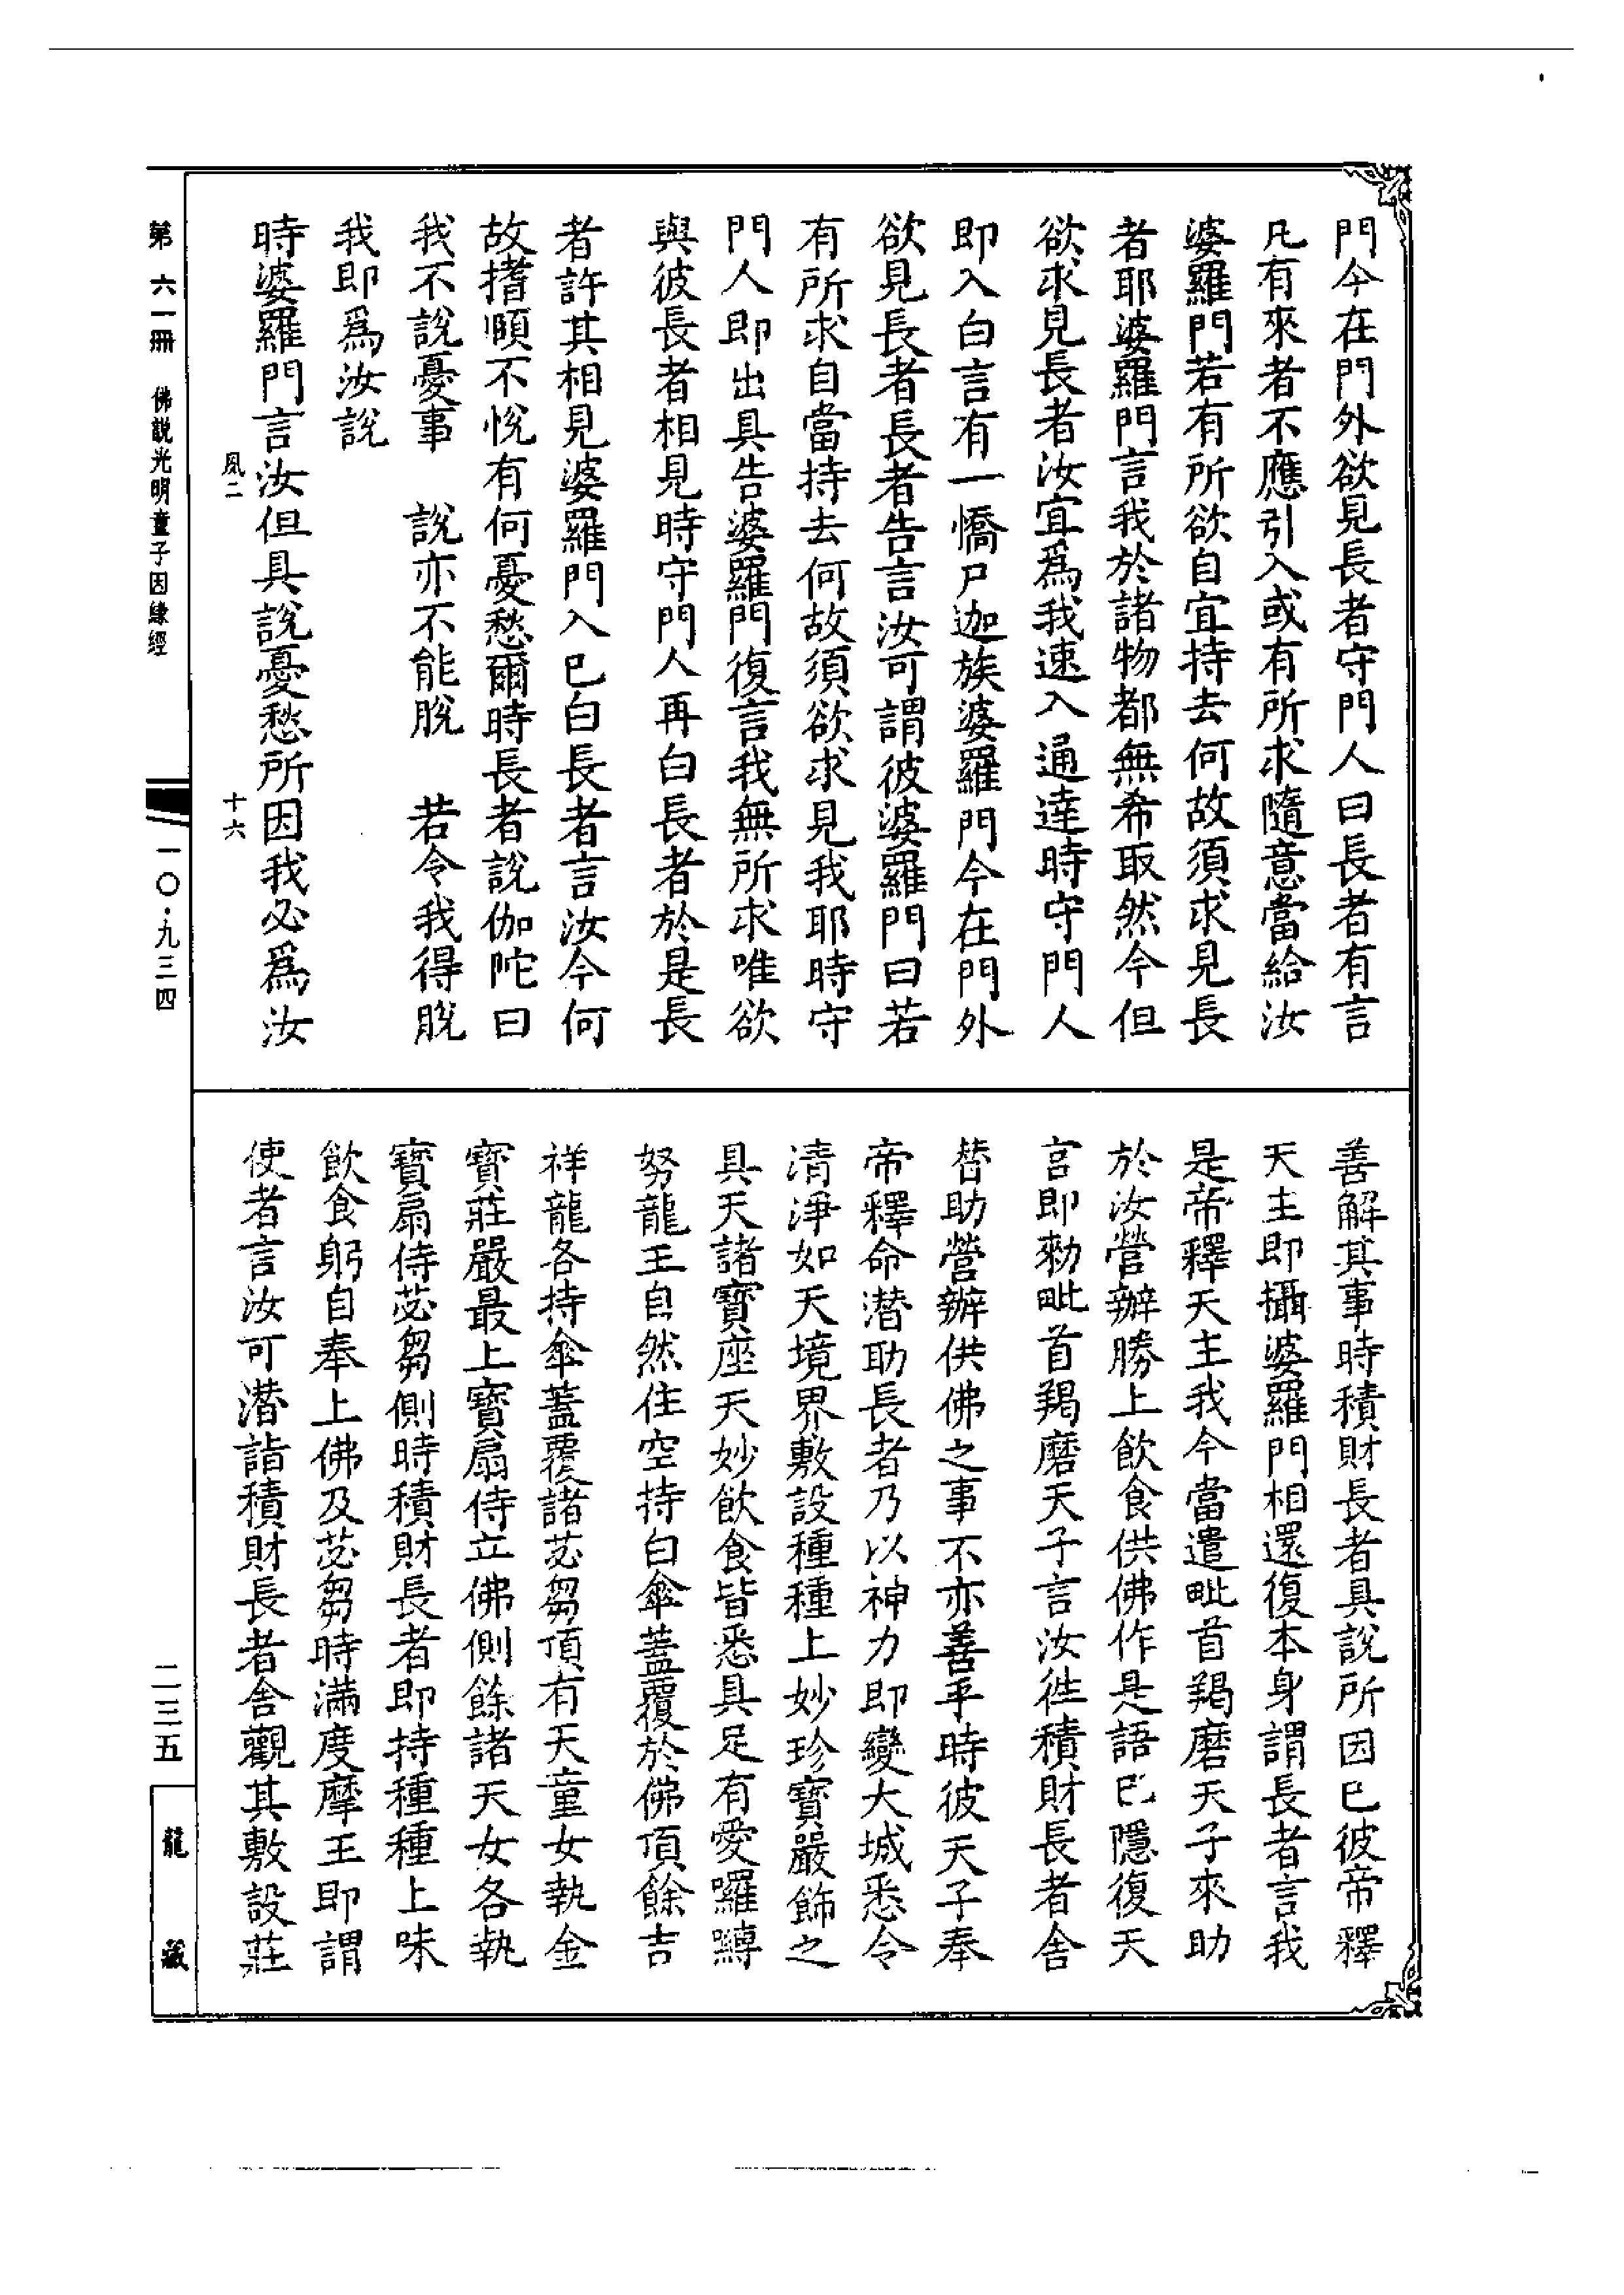 門今在門外欲見長者守門人曰長者有言
凡有來者不應引入或有所求隨意當給汝
婆羅門若有所欲自宜持去何故須求見長
者耶婆羅門言我於諸物都無希取然今但
欲求見長者汝宜爲我速入通達時守門人
即入白言有一憍尸迦族婆羅門今在門外
欲見長者長者告言汝可謂彼婆羅門曰若
有所求自當持去何故須欲求見我耶時守
門人即出具告婆羅門復言我無所求唯欲
與彼長者相見時守門人再白長者於是長
者許其相見婆羅門入已白長者言汝今何
故搘頥不悅有何憂愁爾時長者說伽陀曰
我不說憂事　說亦不能脫　若令我得脫
我即爲汝說
時婆羅門言汝但具說憂愁所因我必爲汝
風二　十六
善解其事時積財長者具說所因已彼帝釋
天主即攝婆羅門相還復本身謂長者言我
是帝釋天主我今當遣毗首羯磨天子來助
於汝營辦勝上飲食供佛作是語已隱復天
宮即勑毗首羯磨天子言汝往積財長者舍
替助營辦供佛之事不亦善乎時彼天子奉
帝釋命潛助長者乃以神力即變大城悉令
清淨如天境界敷設種種上妙珍寶嚴飾之
具天諸寶座天妙飲食皆悉具足有愛囉嚩
努龍王自然住空持白傘蓋覆於佛頂餘吉
祥龍各持傘蓋覆諸苾芻頂有天童女執金
寶莊嚴最上寶扇侍立佛側餘諸天女各執
寶扇侍苾芻側時積財長者即持種種上味
飲食躬自奉上佛及苾芻時滿度摩王即謂
使者言汝可潛詣積財長者舍觀其敷設莊
第六一冊　佛說光明童子因緣經
一〇·九三四
二三五
龍藏